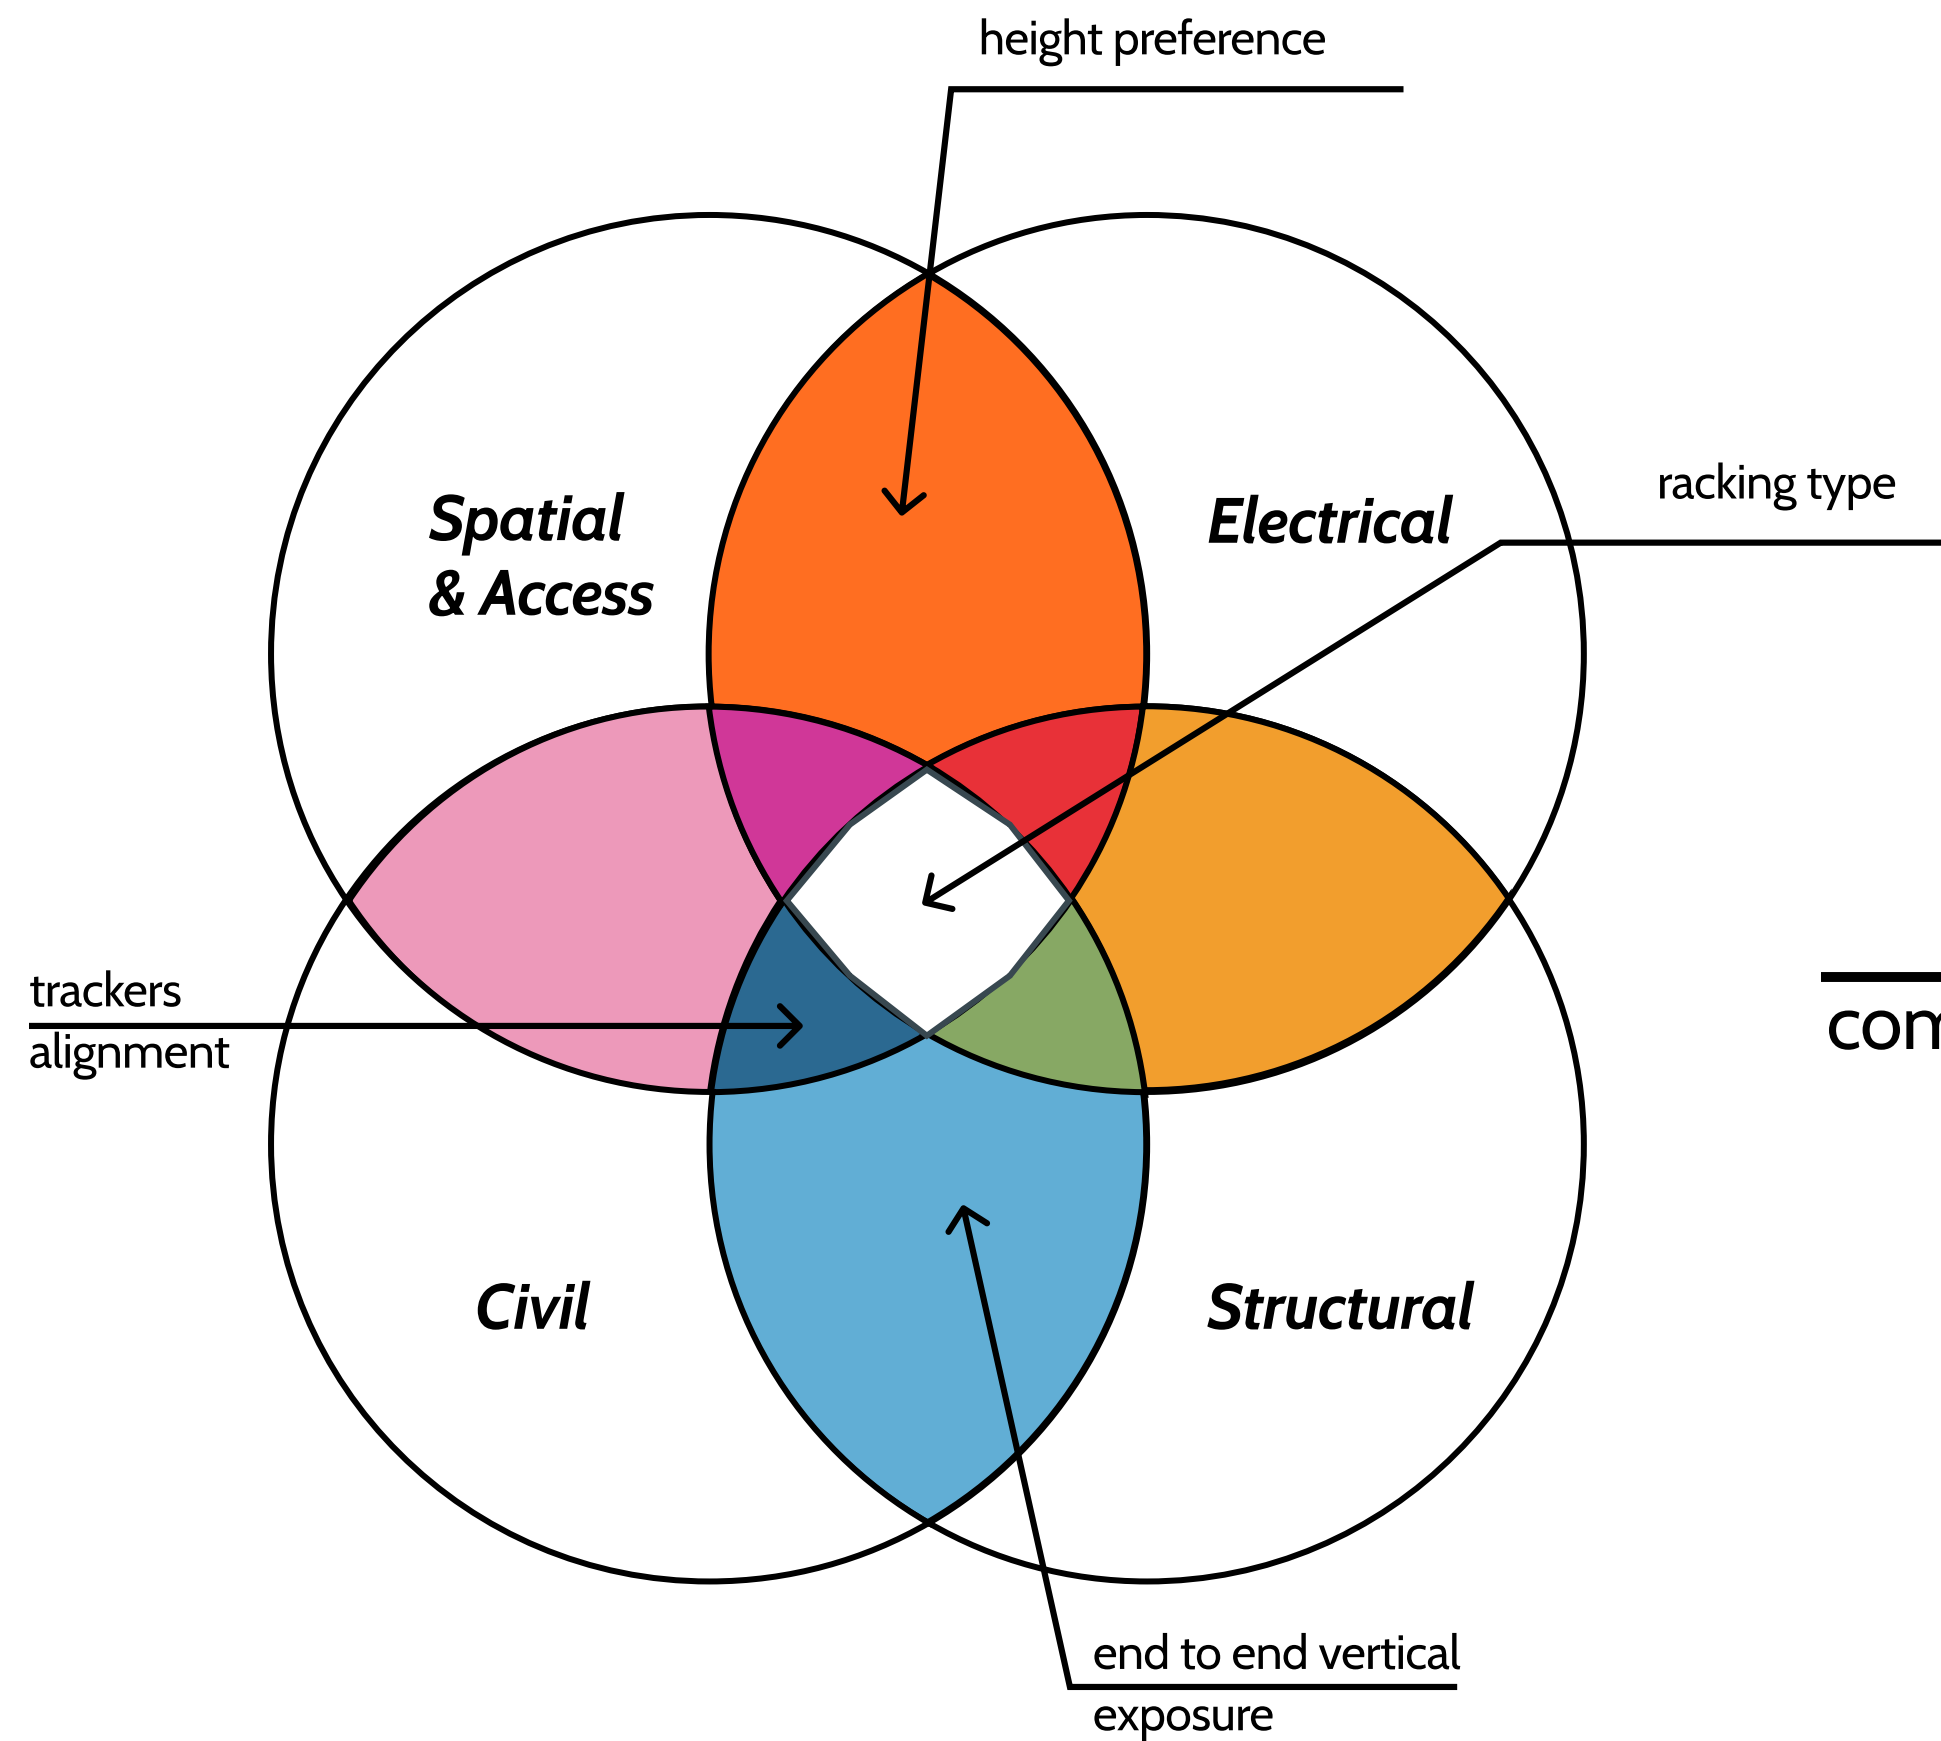 height preference
racking type
Spatial
& Access
Electrical
trackers
alignment
Civil
Structural
end to end vertical
exposure